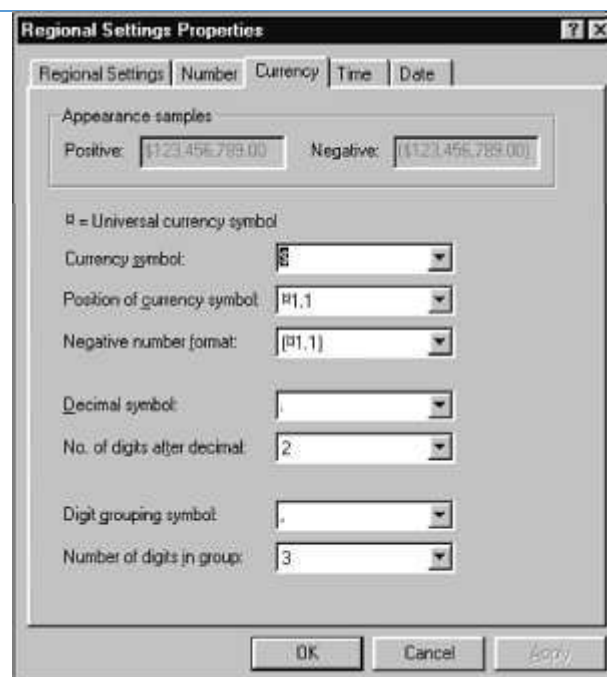 Regional Settings Properties
Regional Settings Number Currency Time Date
Appearance samples
Positive: $123,456,789.00 Negative: ($123,456,789.00)
¤ = Universal currency symbol
Currency symbol: $
Position of currency symbol: ¤1.1
Negative number format: (¤1.1)
Decimal symbol: .
No. of digits after decimal: 2
Digit grouping symbol: ,
Number of digits in group: 3
OK Cancel Apply